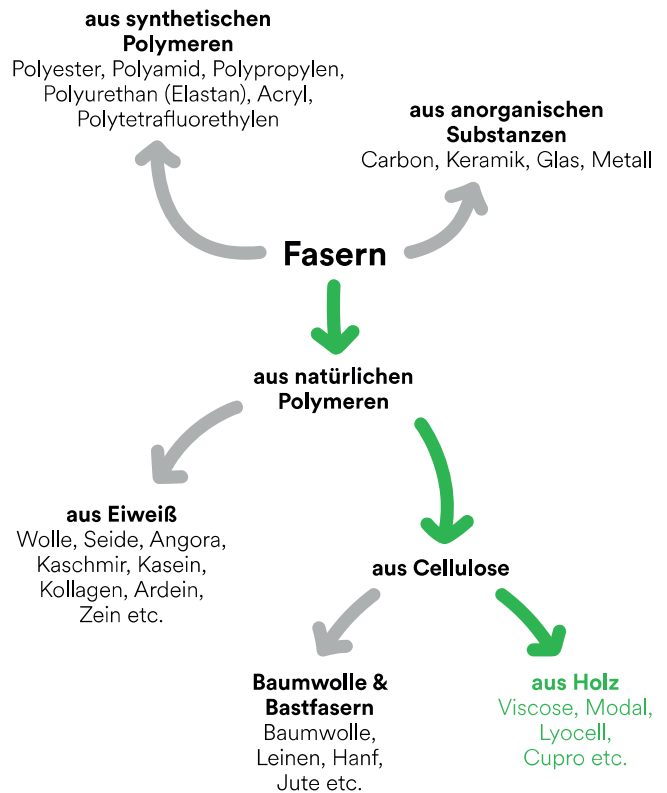 aus synthetischen
Polymeren
Polyester, Polyamid, Polypropylen,
Polyurethan (Elastan), Acryl,
Polytetrafluorethylen
aus anorganischen
Substanzen
Carbon, Keramik, Glas, Metall
Fasern
aus natürlichen
Polymeren
aus Eiweiß
Wolle, Seide, Angora,
Kaschmir, Kasein,
Kollagen, Ardein,
Zein etc.
aus Cellulose
Baumwolle &
Bastfasern
Baumwolle,
Leinen, Hanf,
Jute etc.
aus Holz
Viscose, Modal,
Lyocell,
Cupro etc.